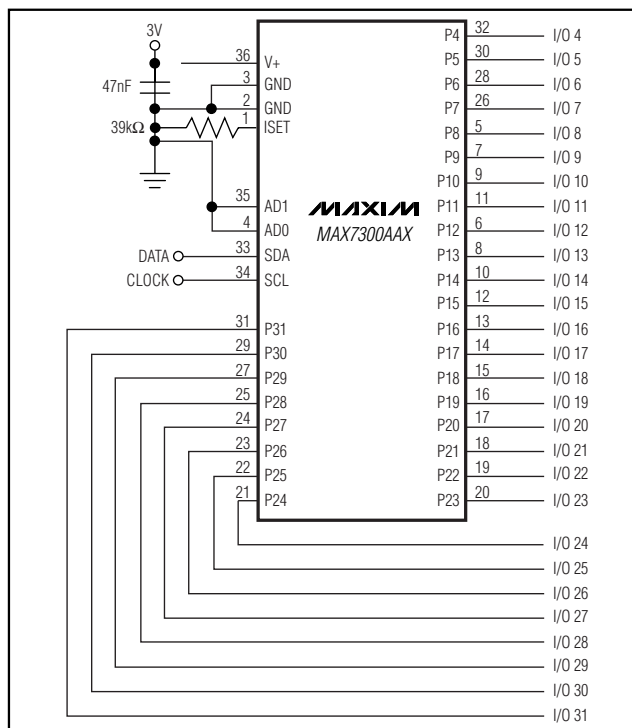 3V
47nF
39kΩ
36 V+
3 GND
2 GND
1 ISET
35 AD1
4 AD0
DATA 33 SDA
CLOCK 34 SCL
31 P31
29 P30
27 P29
25 P28
24 P27
23 P26
22 P25
21 P24
MAXIM
MAX7300AAX
P4 32 I/O 4
P5 30 I/O 5
P6 28 I/O 6
P7 26 I/O 7
P8 5 I/O 8
P9 7 I/O 9
P10 9 I/O 10
P11 11 I/O 11
P12 6 I/O 12
P13 8 I/O 13
P14 10 I/O 14
P15 12 I/O 15
P16 13 I/O 16
P17 14 I/O 17
P18 15 I/O 18
P19 16 I/O 19
P20 17 I/O 20
P21 18 I/O 21
P22 19 I/O 22
P23 20 I/O 23
I/O 24
I/O 25
I/O 26
I/O 27
I/O 28
I/O 29
I/O 30
I/O 31